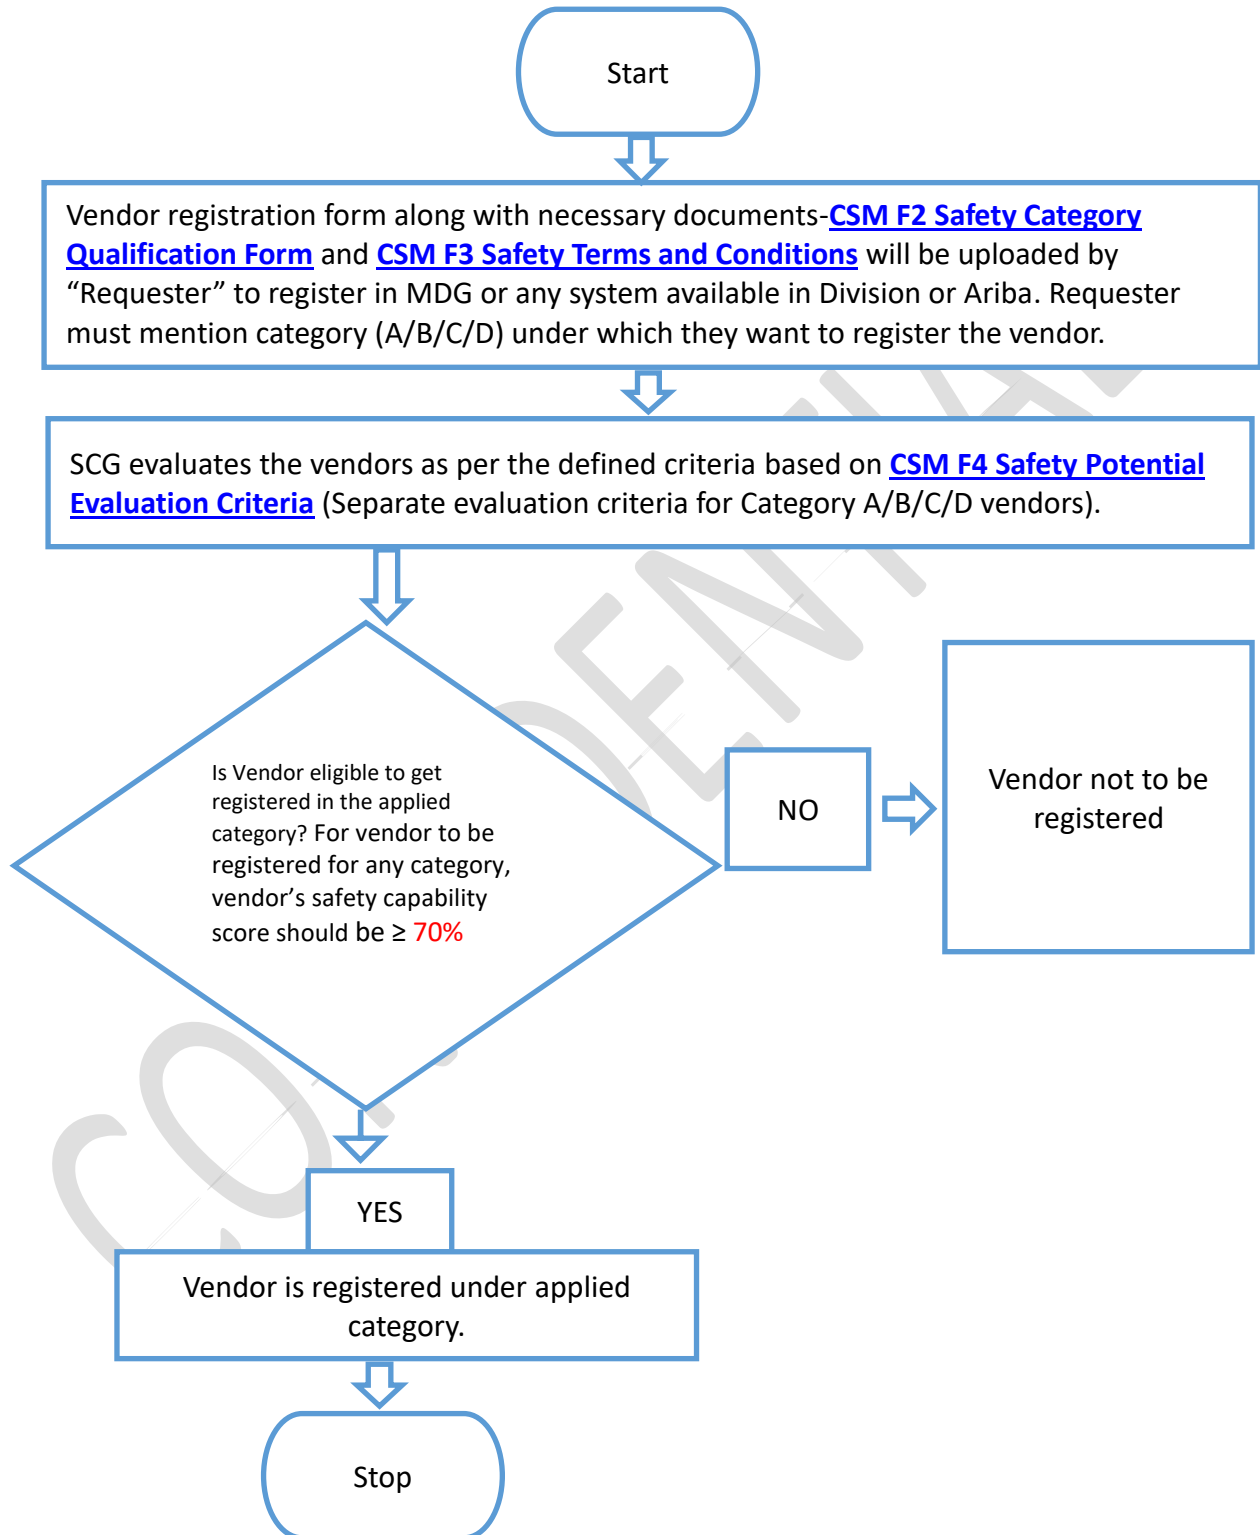 Start
Vendor registration form along with necessary documents-CSM F2 Safety Category
Qualification Form and CSM F3 Safety Terms and Conditions will be uploaded by
“Requester” to register in MDG or any system available in Division or Ariba. Requester
must mention category (A/B/C/D) under which they want to register the vendor.
SCG evaluates the vendors as per the defined criteria based on CSM F4 Safety Potential
Evaluation Criteria (Separate evaluation criteria for Category A/B/C/D vendors).
Is Vendor eligible to get
registered in the applied
category? For vendor to be
registered for any category,
vendor’s safety capability
score should be ≥ 70%
NO
Vendor not to be
registered
YES
Vendor is registered under applied
category.
Stop
CONFIDENTIAL